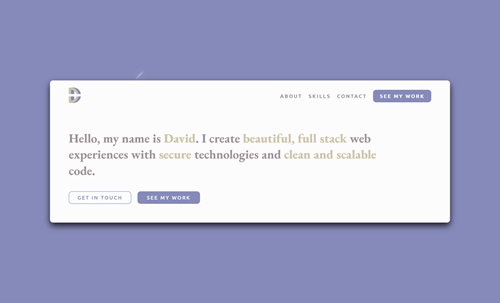 ABOUT SKILLS CONTACT SEE MY WORK
Hello, my name is David. I create beautiful, full stack web
experiences with secure technologies and clean and scalable
code.
GET IN TOUCH SEE MY WORK